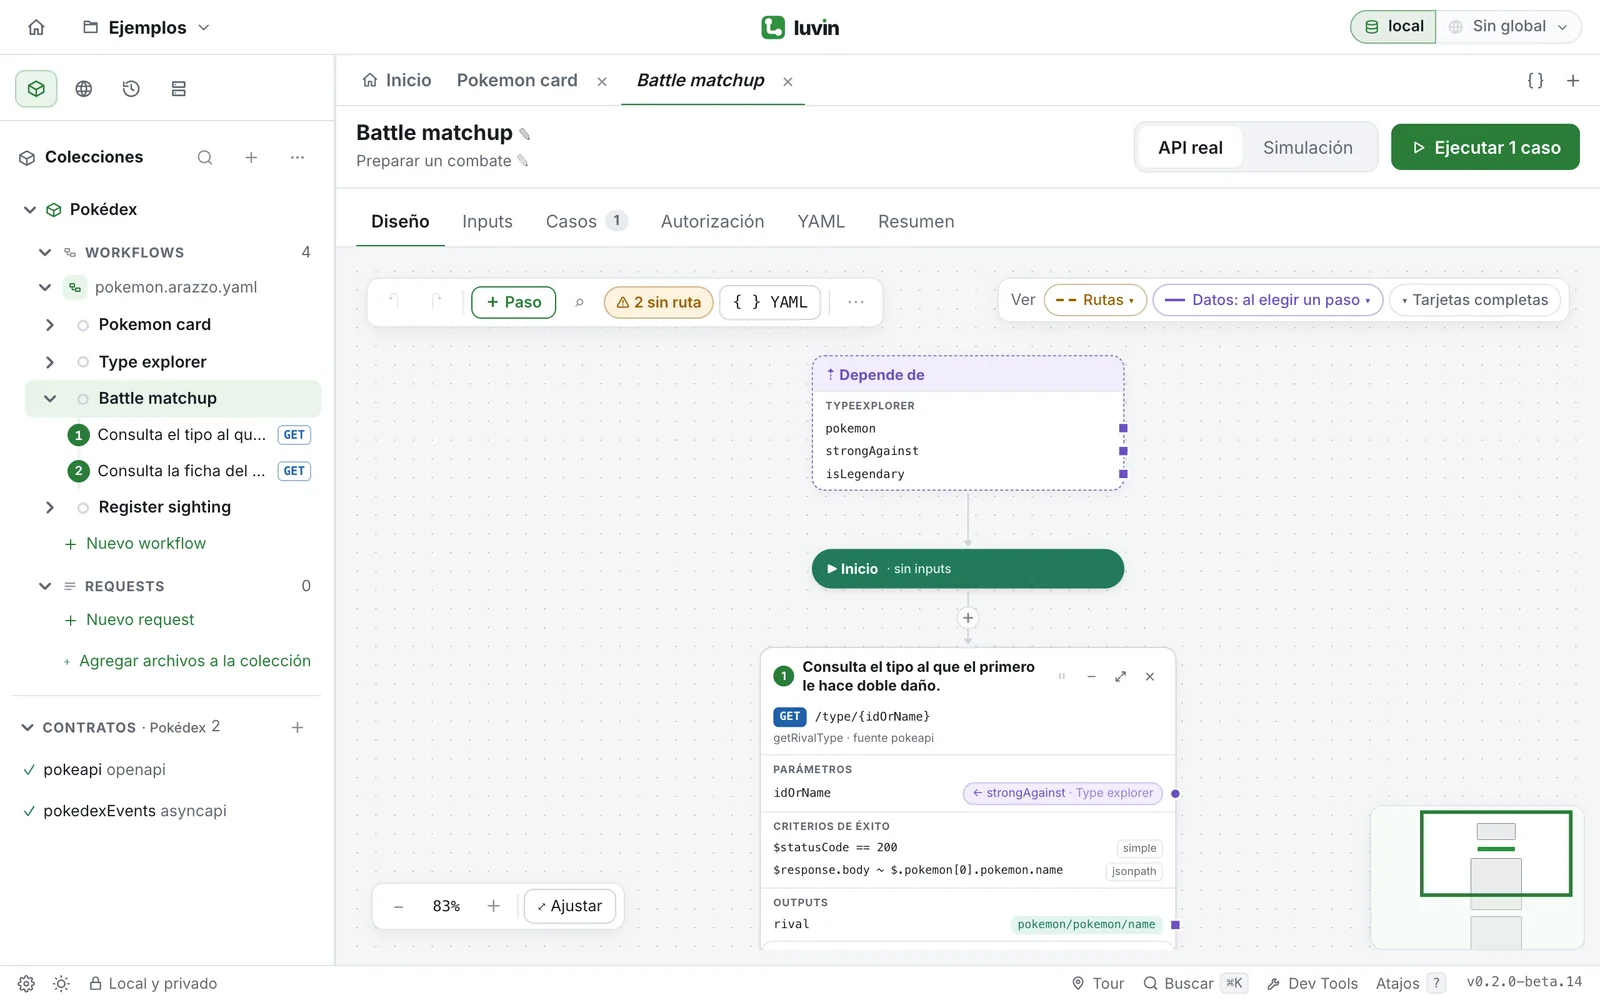 Ejemplos
luvin
local
Sin global
Inicio
Pokemon card
Battle matchup
{}
Colecciones
Pokédex
WORKFLOWS 4
pokemon.arazzo.yaml
Pokemon card
Type explorer
Battle matchup
1 Consulta el tipo al qu... GET
2 Consulta la ficha del ... GET
Register sighting
+ Nuevo workflow
REQUESTS 0
+ Nuevo request
+ Agregar archivos a la colección
CONTRATOS · Pokédex 2
pokeapi openapi
pokedexEvents asyncapi
Battle matchup
Preparar un combate
API real
Simulación
Ejecutar 1 caso
Diseño
Inputs
Casos 1
Autorización
YAML
Resumen
+ Paso
2 sin ruta
{ } YAML
...
Ver
Rutas
Datos: al elegir un paso
Tarjetas completas
↑ Depende de
TYPEEXPLORER
pokemon
strongAgainst
isLegendary
Inicio · sin inputs
+
1 Consulta el tipo al que el primero
le hace doble daño.
GET /type/{idOrName}
getRivalType · fuente pokeapi
PARÁMETROS
idOrName ← strongAgainst · Type explorer
CRITERIOS DE ÉXITO
$statusCode == 200 simple
$response.body ~ $.pokemon[0].pokemon.name jsonpath
OUTPUTS
rival pokemon/pokemon/name
− 83% +
Ajustar
Local y privado
Tour
Buscar ⌘K
Dev Tools
Atajos ?
v0.2.0-beta.14